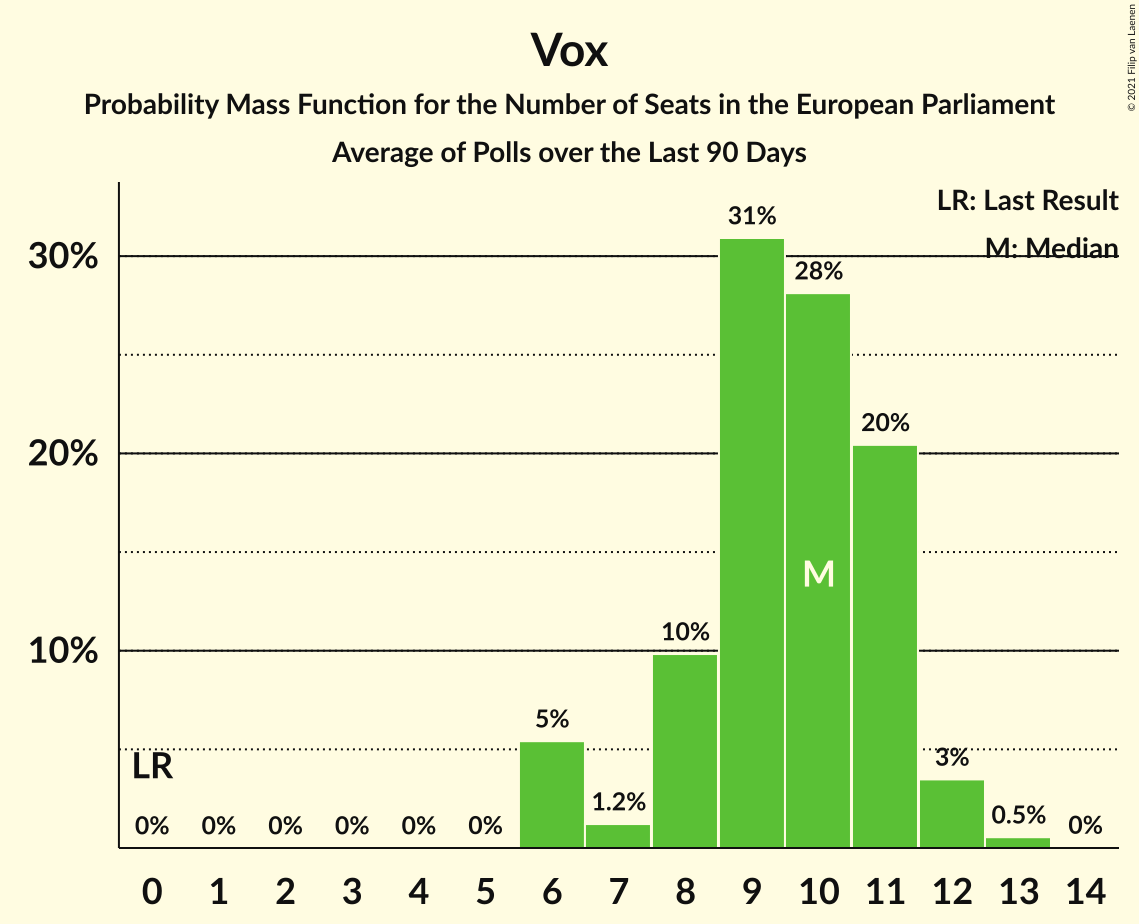 Vox
Probability Mass Function for the Number of Seats in the European Parliament
Average of Polls over the Last 90 Days
© 2021 Filip van Laenen
LR: Last Result
M: Median
30%
20%
10%
31%
28%
20%
M
10%
5%
LR
1.2%
3%
0.5%
0% 0% 0% 0% 0% 0% 0%
0 1 2 3 4 5 6 7 8 9 10 11 12 13 14